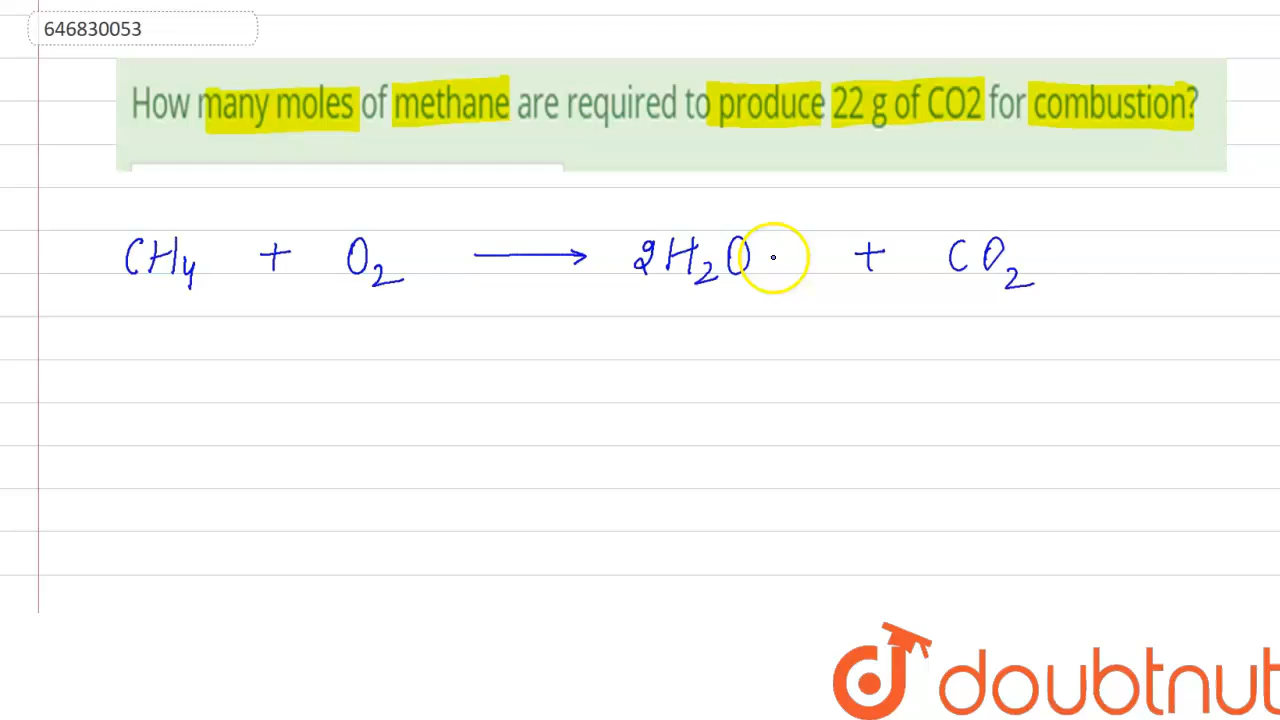 646830053
How many moles of methane are required to produce 22 g of CO2 for combustion?
CH4 + O2 → 2H2O + CO2
doubtnut